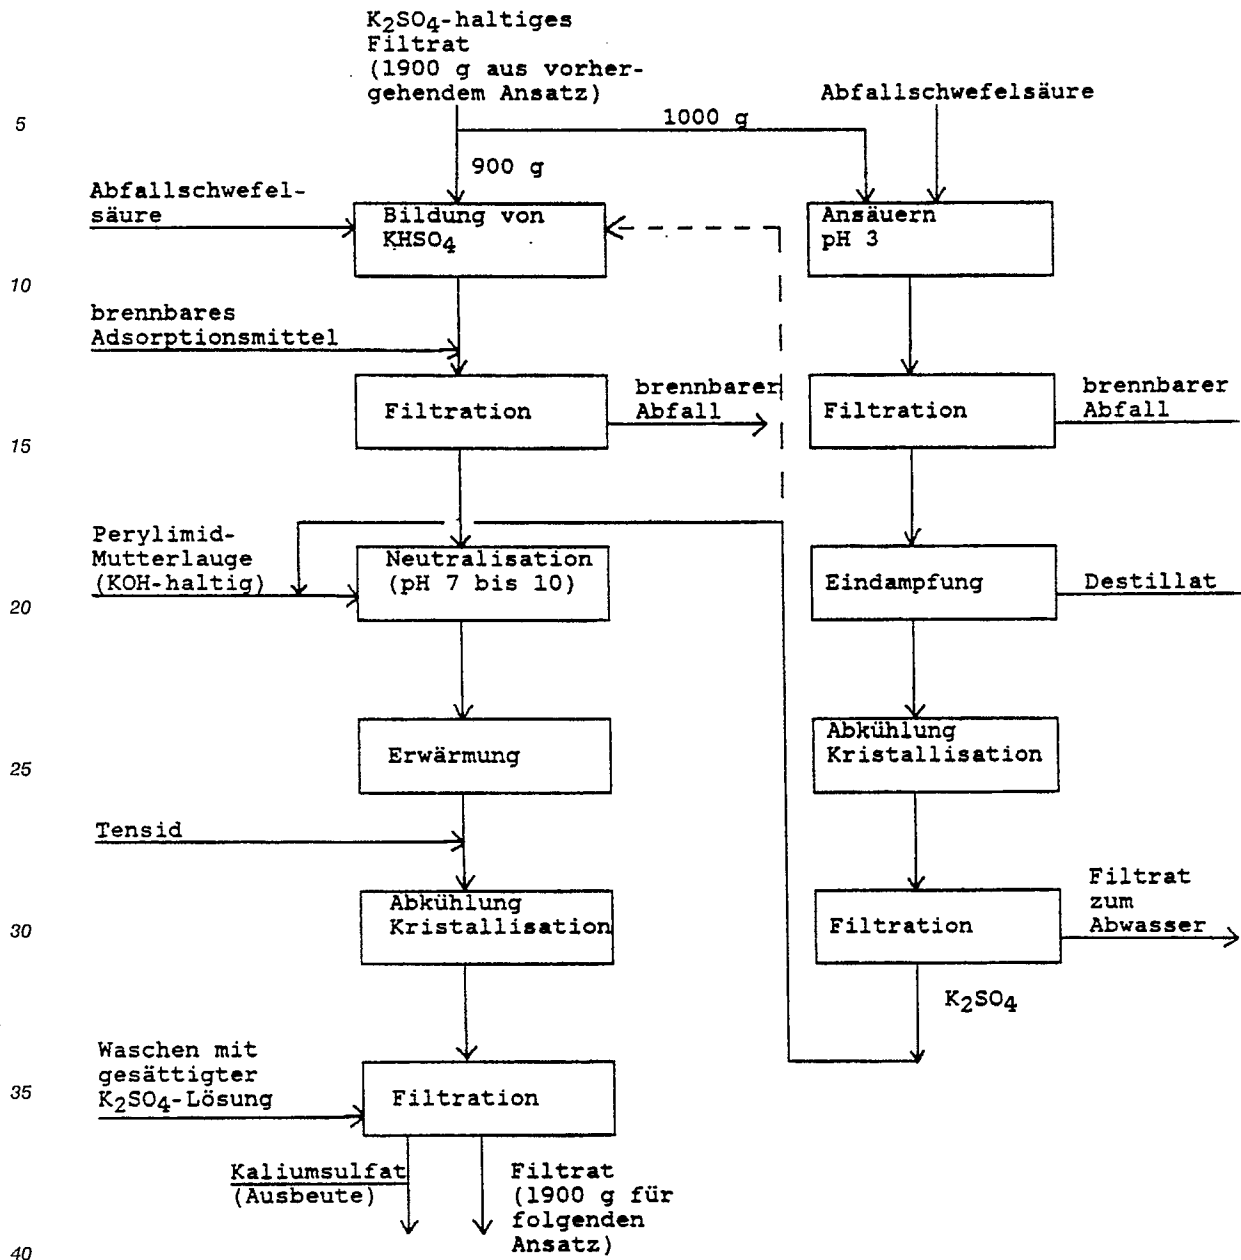 K2SO4-haltiges
Filtrat
(1900 g aus vorher-
gehendem Ansatz)
Abfallschwefelsäure
5
1000 g
900 g
Abfallschwefel-
säure
Bildung von
KHSO4
Ansäuern
pH 3
10
brennbares
Adsorptionsmittel
Filtration
brennbarer
Abfall
Filtration
brennbarer
Abfall
15
Perylimid-
Mutterlauge
(KOH-haltig)
Neutralisation
(pH 7 bis 10)
Eindampfung
Destillat
20
Erwärmung
Abkühlung
Kristallisation
25
Tensid
Abkühlung
Kristallisation
Filtration
Filtrat
zum
Abwasser
30
K2SO4
Waschen mit
gesättigter
K2SO4-Lösung
Filtration
35
Kaliumsulfat
(Ausbeute)
Filtrat
(1900 g für
folgenden
Ansatz)
40